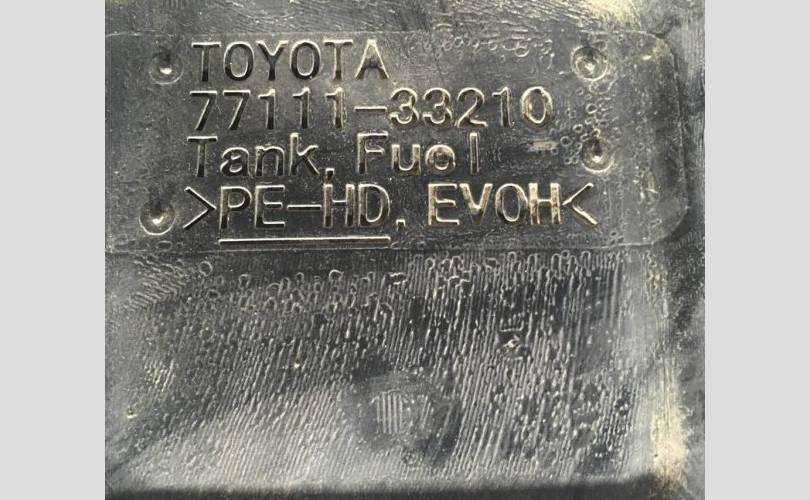 TOYOTA
77111-33210
Tank, Fuel
>PE-HD, EVOH<